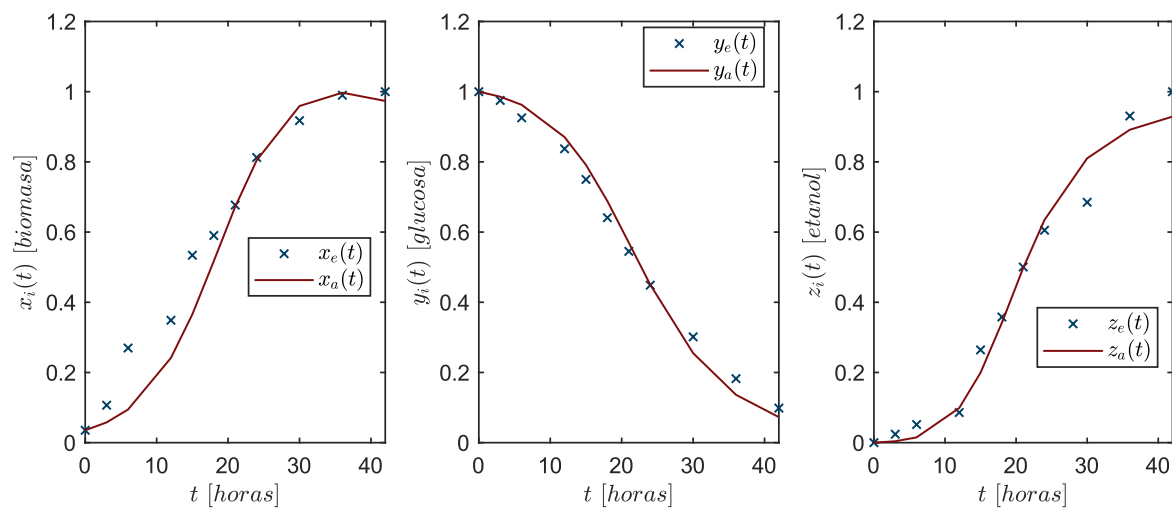 1.2
1
0.8
0.6
0.4
0.2
0
x_i(t) [biomasa]
x_e(t)
x_a(t)
0 10 20 30 40
t [horas]
1.2
1
0.8
0.6
0.4
0.2
0
y_i(t) [glucosa]
y_e(t)
y_a(t)
0 10 20 30 40
t [horas]
1.2
1
0.8
0.6
0.4
0.2
0
z_i(t) [etanol]
z_e(t)
z_a(t)
0 10 20 30 40
t [horas]